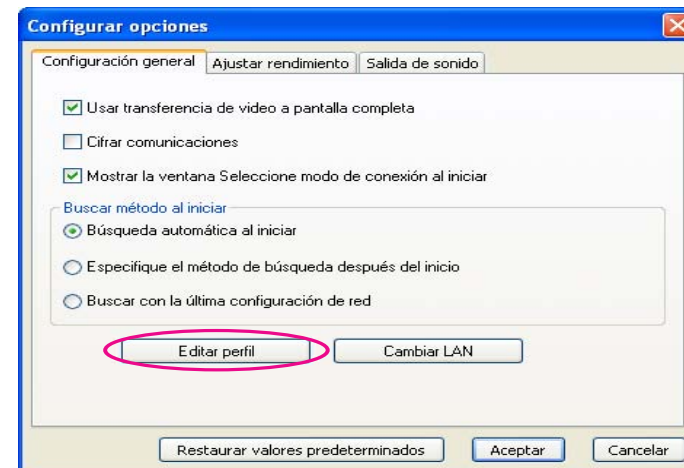 Configurar opciones
Configuración general Ajustar rendimiento Salida de sonido
Usar transferencia de video a pantalla completa
Cifrar comunicaciones
Mostrar la ventana Seleccione modo de conexión al iniciar
Buscar método al iniciar
Búsqueda automática al iniciar
Especifique el método de búsqueda después del inicio
Buscar con la última configuración de red
Editar perfil Cambiar LAN
Restaurar valores predeterminados Aceptar Cancelar